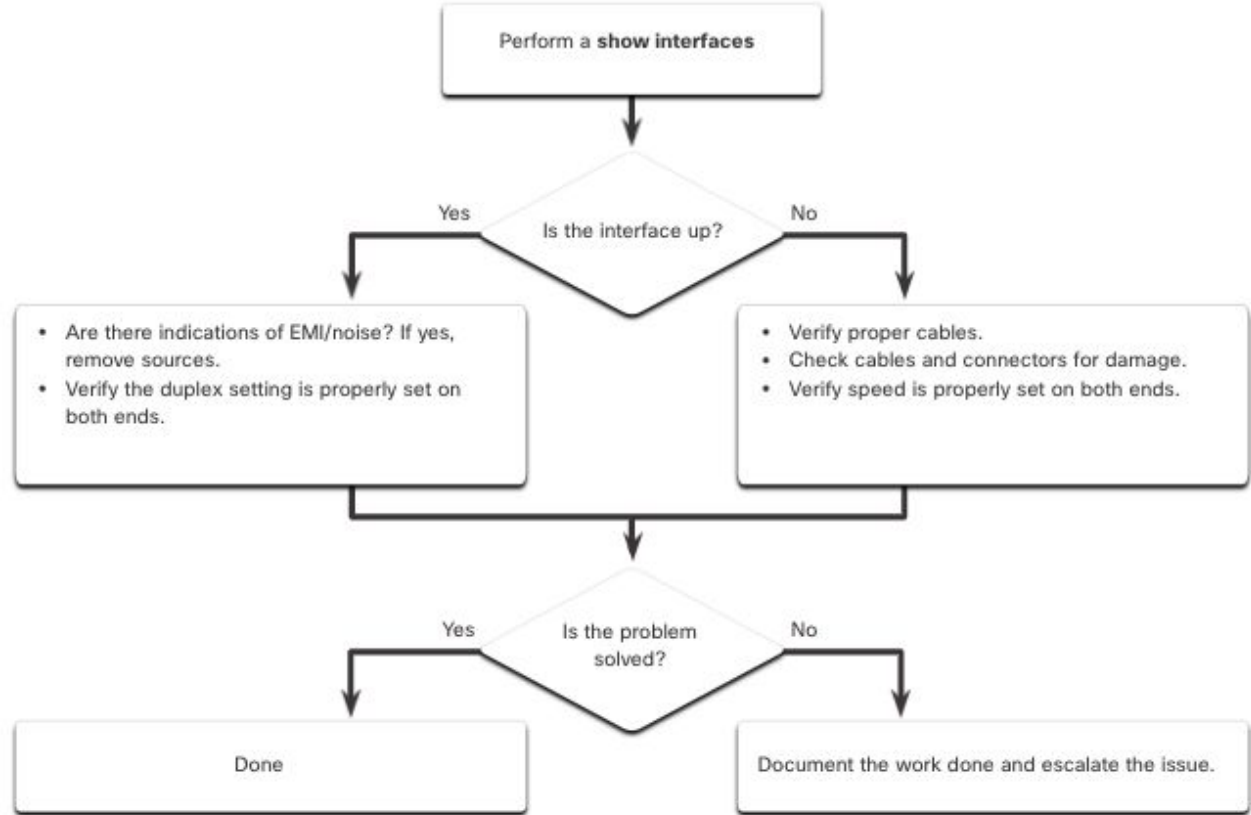 Perform a show interfaces
Yes
No
Is the interface up?
• Are there indications of EMI/noise? If yes,
remove sources.
• Verify the duplex setting is properly set on
both ends.
• Verify proper cables.
• Check cables and connectors for damage.
• Verify speed is properly set on both ends.
Yes
No
Is the problem
solved?
Done
Document the work done and escalate the issue.